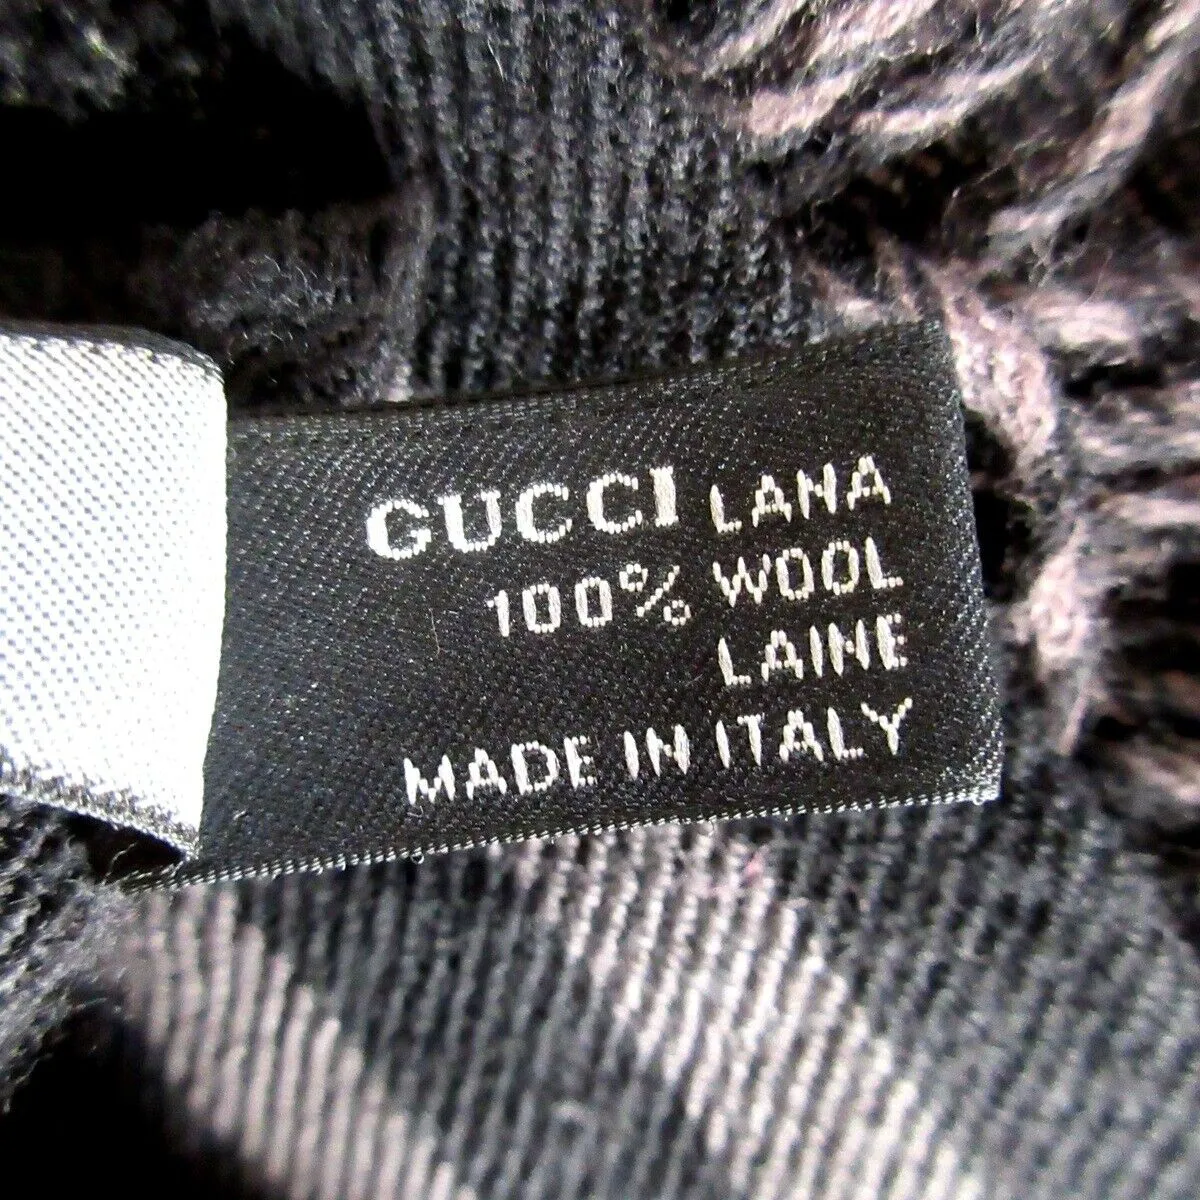 GUCCI LANA
100% WOOL
LAINE
MADE IN ITALY